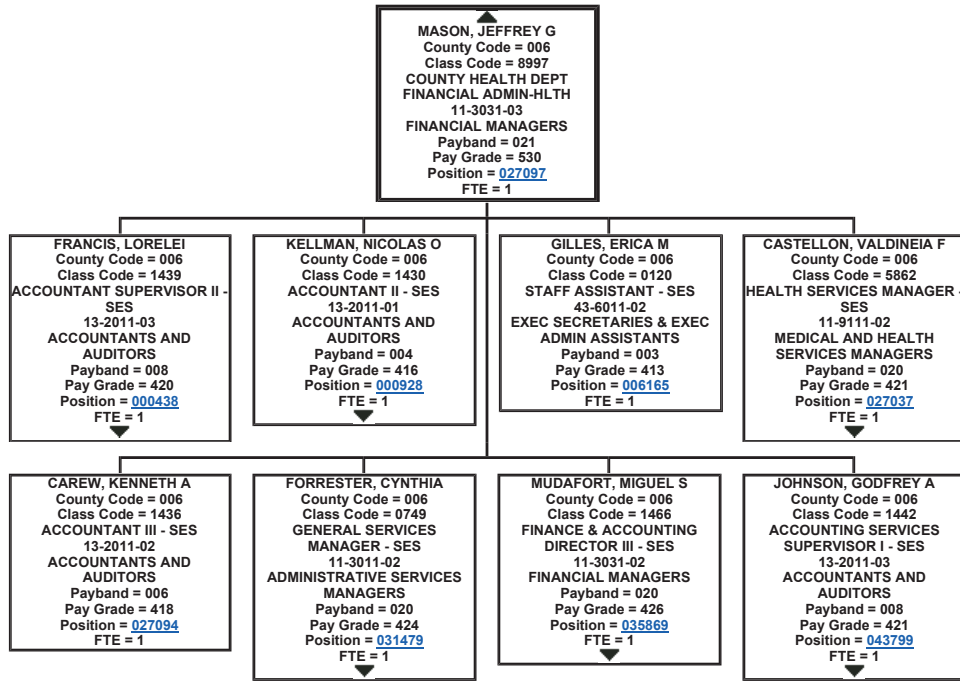 MASON, JEFFREY G
County Code = 006
Class Code = 8997
COUNTY HEALTH DEPT
FINANCIAL ADMIN-HLTH
11-3031-03
FINANCIAL MANAGERS
Payband = 021
Pay Grade = 530
Position = 027097
FTE = 1
FRANCIS, LORELEI
County Code = 006
Class Code = 1439
ACCOUNTANT SUPERVISOR II -
SES
13-2011-03
ACCOUNTANTS AND
AUDITORS
Payband = 008
Pay Grade = 420
Position = 000438
FTE = 1
KELLMAN, NICOLAS O
County Code = 006
Class Code = 1430
ACCOUNTANT II - SES
13-2011-01
ACCOUNTANTS AND
AUDITORS
Payband = 004
Pay Grade = 416
Position = 000928
FTE = 1
GILLES, ERICA M
County Code = 006
Class Code = 0120
STAFF ASSISTANT - SES
43-6011-02
EXEC SECRETARIES & EXEC
ADMIN ASSISTANTS
Payband = 003
Pay Grade = 413
Position = 006165
FTE = 1
CASTELLON, VALDINEIA F
County Code = 006
Class Code = 5862
HEALTH SERVICES MANAGER -
SES
11-9111-02
MEDICAL AND HEALTH
SERVICES MANAGERS
Payband = 020
Pay Grade = 421
Position = 027037
FTE = 1
CAREW, KENNETH A
County Code = 006
Class Code = 1436
ACCOUNTANT III - SES
13-2011-02
ACCOUNTANTS AND
AUDITORS
Payband = 006
Pay Grade = 418
Position = 027094
FTE = 1
FORRESTER, CYNTHIA
County Code = 006
Class Code = 0749
GENERAL SERVICES
MANAGER - SES
11-3011-02
ADMINISTRATIVE SERVICES
MANAGERS
Payband = 020
Pay Grade = 424
Position = 031479
FTE = 1
MUDAFORT, MIGUEL S
County Code = 006
Class Code = 1466
FINANCE & ACCOUNTING
DIRECTOR III - SES
11-3031-02
FINANCIAL MANAGERS
Payband = 020
Pay Grade = 426
Position = 035869
FTE = 1
JOHNSON, GODFREY A
County Code = 006
Class Code = 1442
ACCOUNTING SERVICES
SUPERVISOR I - SES
13-2011-03
ACCOUNTANTS AND
AUDITORS
Payband = 008
Pay Grade = 421
Position = 043799
FTE = 1